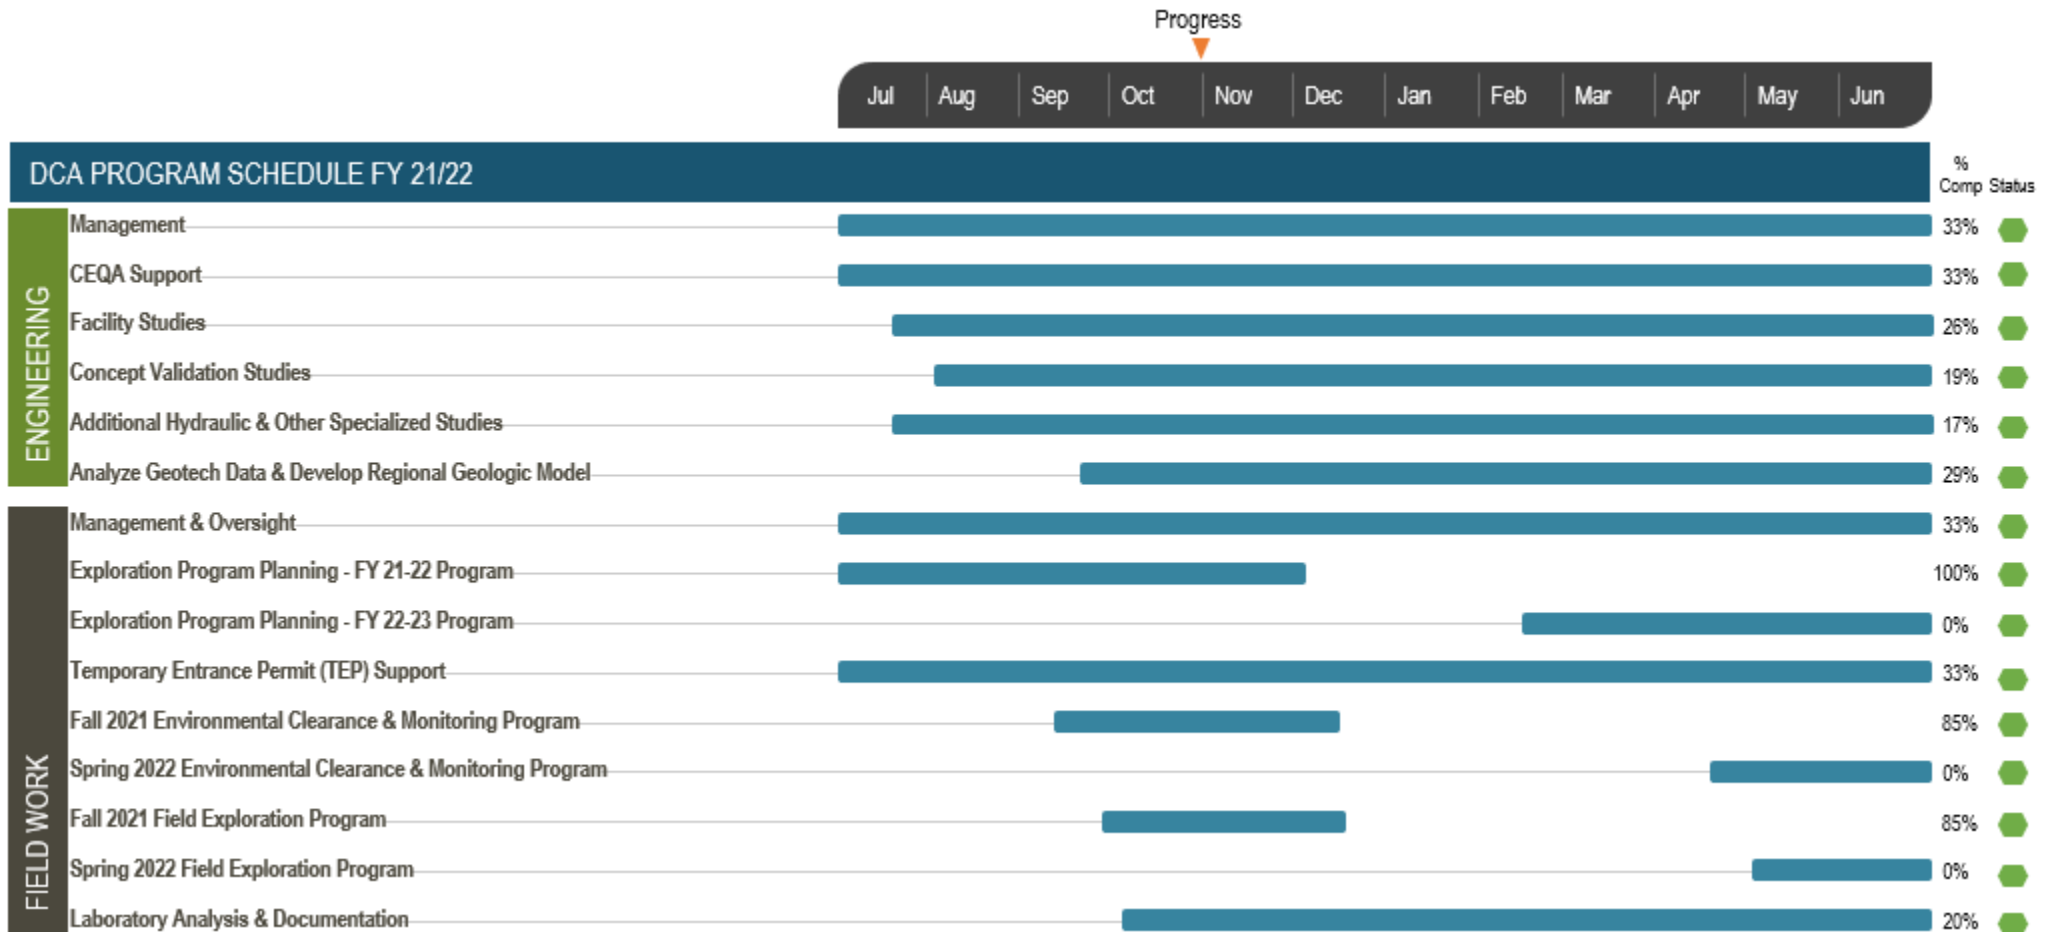 Progress
Jul Aug Sep Oct Nov Dec Jan Feb Mar Apr May Jun
DCA PROGRAM SCHEDULE FY 21/22
%
Comp Status
ENGINEERING
Management 33%
CEQA Support 33%
Facility Studies 26%
Concept Validation Studies 19%
Additional Hydraulic & Other Specialized Studies 17%
Analyze Geotech Data & Develop Regional Geologic Model 29%
FIELD WORK
Management & Oversight 33%
Exploration Program Planning - FY 21-22 Program 100%
Exploration Program Planning - FY 22-23 Program 0%
Temporary Entrance Permit (TEP) Support 33%
Fall 2021 Environmental Clearance & Monitoring Program 85%
Spring 2022 Environmental Clearance & Monitoring Program 0%
Fall 2021 Field Exploration Program 85%
Spring 2022 Field Exploration Program 0%
Laboratory Analysis & Documentation 20%